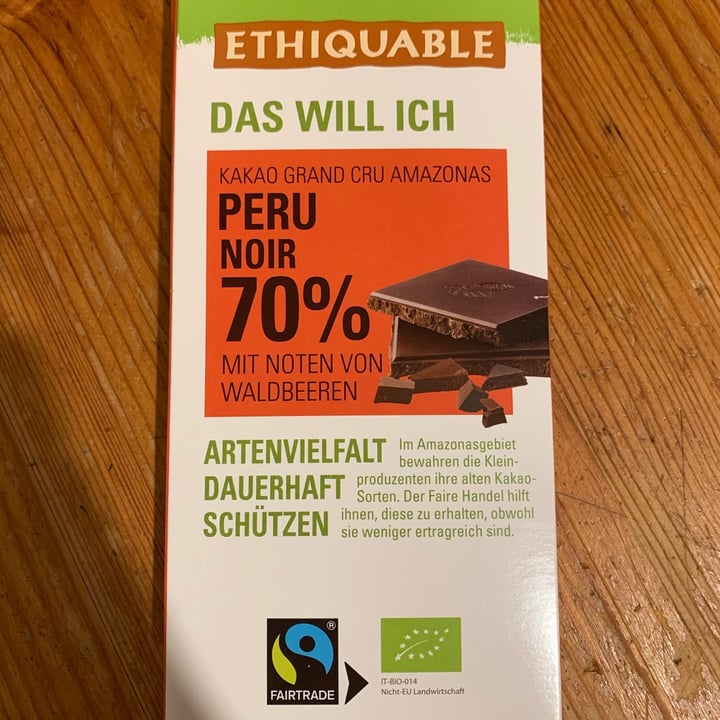 ETHIQUABLE
DAS WILL ICH
KAKAO GRAND CRU AMAZONAS
PERU
NOIR
70%
MIT NOTEN VON
WALDBEEREN
ARTENVIELFALT
DAUERHAFT
SCHÜTZEN
Im Amazonasgebiet
bewahren die Klein-
produzenten ihre alten Kakao-
Sorten. Der Faire Handel hilft
ihnen, diese zu erhalten, obwohl
sie weniger ertragreich sind.
®
FAIRTRADE
IT-BIO-014
Nicht-EU Landwirtschaft